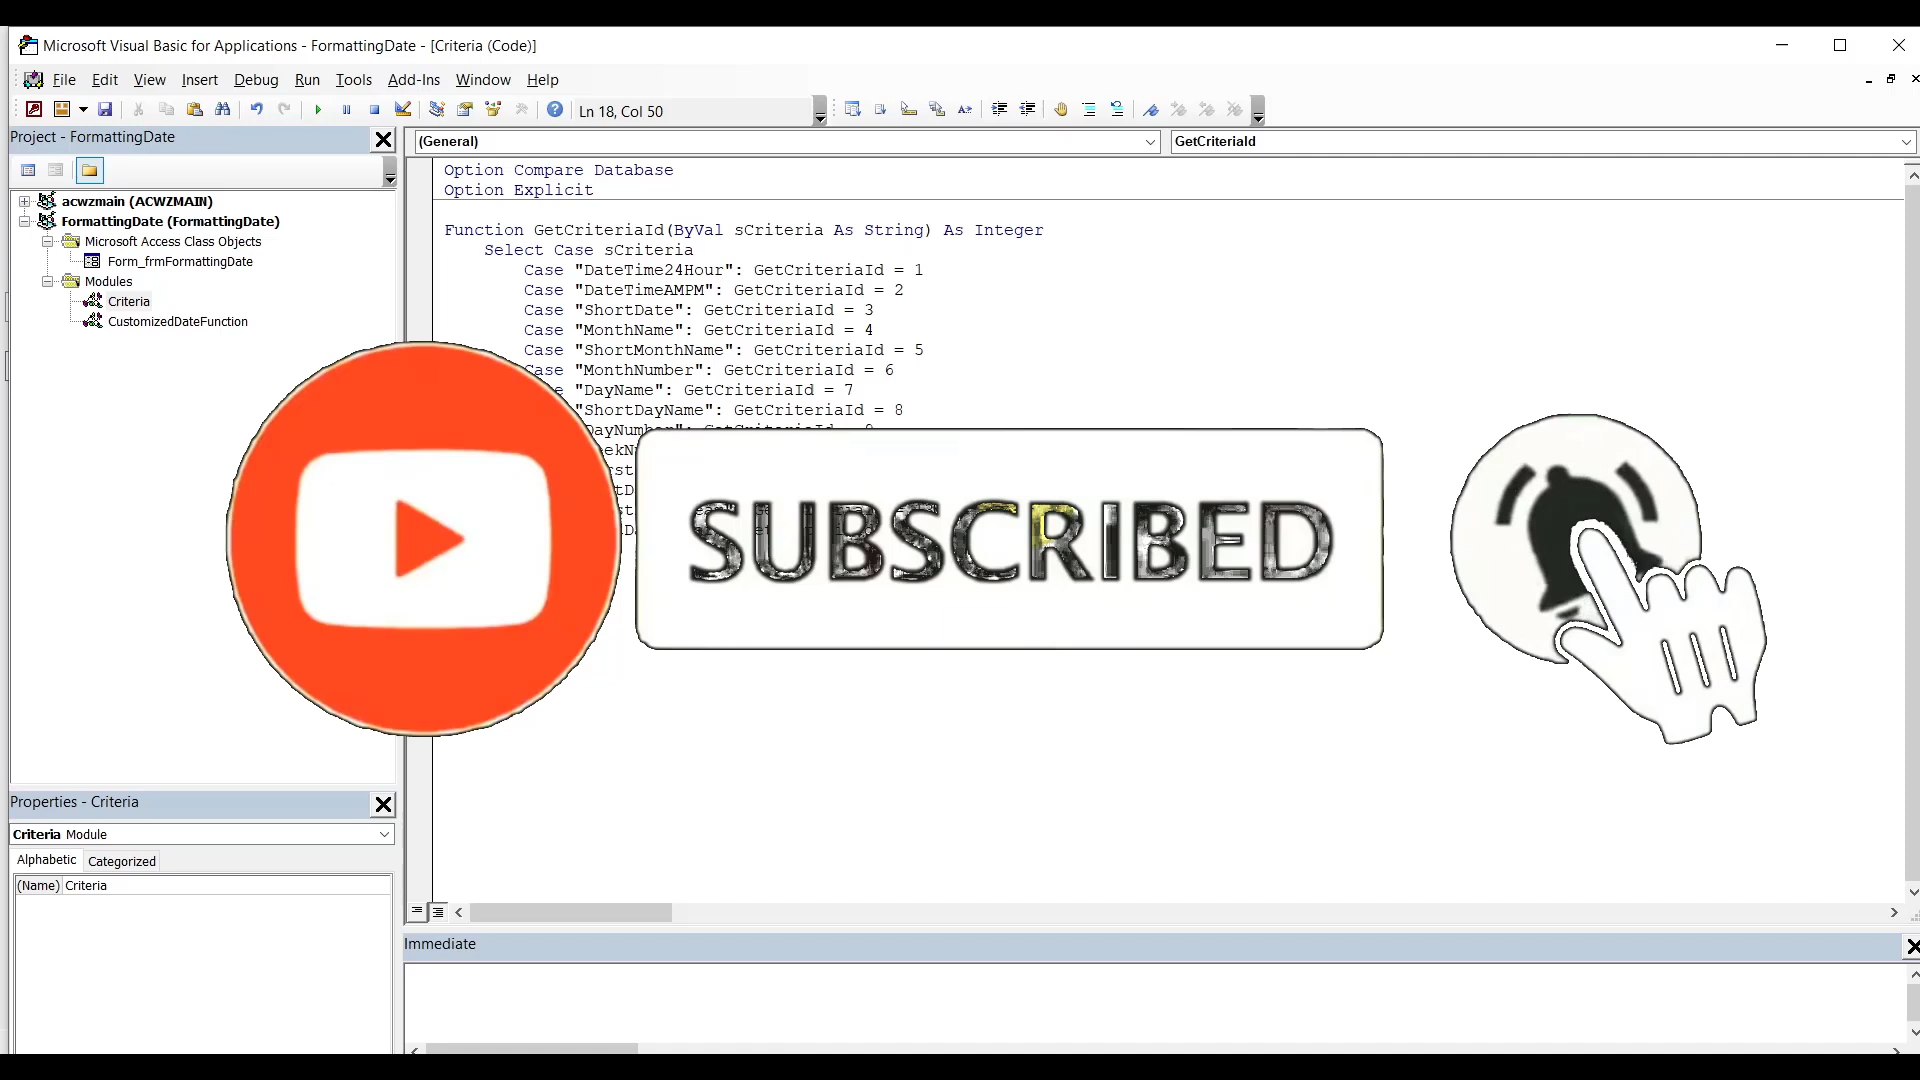 Microsoft Visual Basic for Applications - FormattingDate - [Criteria (Code)]
File Edit View Insert Debug Run Tools Add-Ins Window Help
Ln 18, Col 50
Project - FormattingDate
acwzmain (ACWZMAIN)
FormattingDate (FormattingDate)
Microsoft Access Class Objects
Form_frmFormattingDate
Modules
Criteria
CustomizedDateFunction
(General)
GetCriteriaId
Option Compare Database
Option Explicit
Function GetCriteriaId(ByVal sCriteria As String) As Integer
Select Case sCriteria
Case "DateTime24Hour": GetCriteriaId = 1
Case "DateTimeAMPM": GetCriteriaId = 2
Case "ShortDate": GetCriteriaId = 3
Case "MonthName": GetCriteriaId = 4
Case "ShortMonthName": GetCriteriaId = 5
Case "MonthNumber": GetCriteriaId = 6
"DayName": GetCriteriaId = 7
"ShortDayName": GetCriteriaId = 8
SUBSCRIBED
Properties - Criteria
Criteria Module
Alphabetic Categorized
(Name) Criteria
Immediate